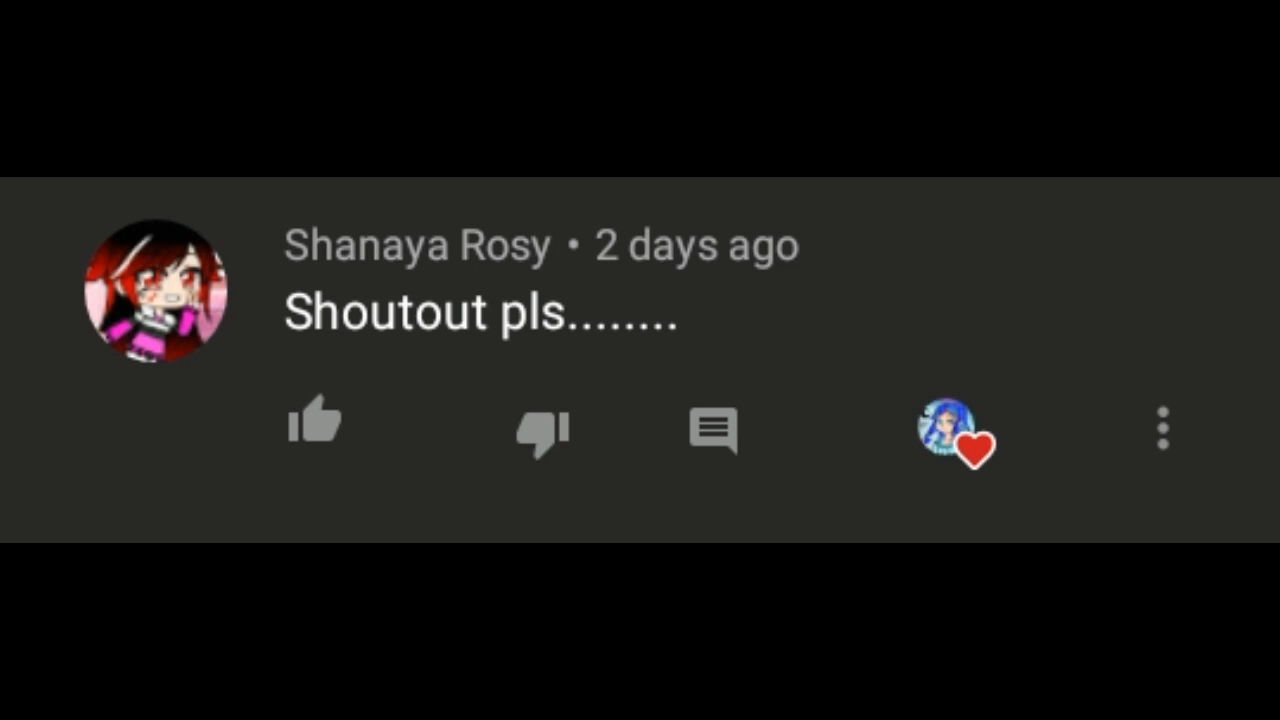 Shanaya Rosy • 2 days ago
Shoutout pls........